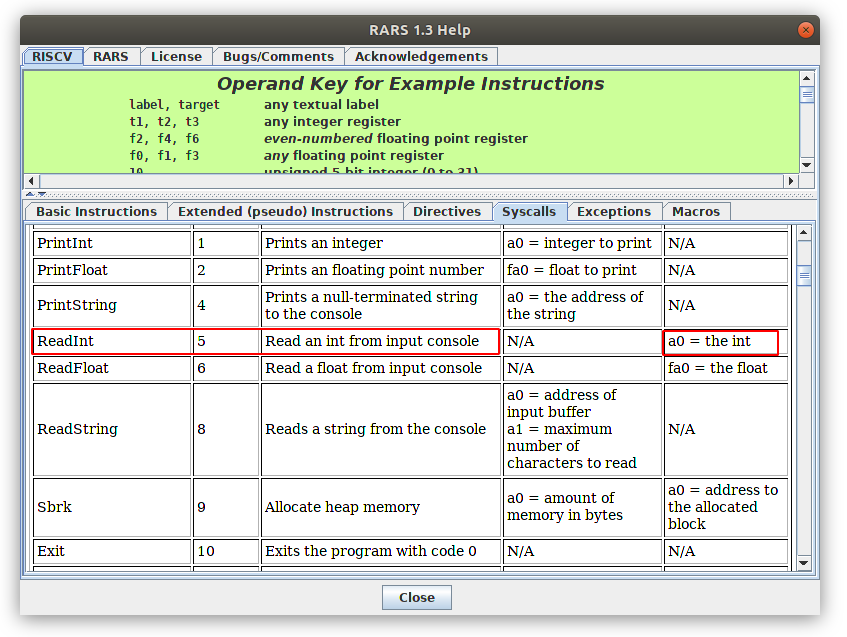 RARS 1.3 Help
RISCV RARS License Bugs/Comments Acknowledgements
Operand Key for Example Instructions
label, target any textual label
t1, t2, t3 any integer register
f2, f4, f6 even-numbered floating point register
f0, f1, f3 any floating point register
10 unsigned 5-bit integer (0 to 31)
Basic Instructions Extended (pseudo) Instructions Directives Syscalls Exceptions Macros
PrintInt 1 Prints an integer a0 = integer to print N/A
PrintFloat 2 Prints an floating point number fa0 = float to print N/A
PrintString 4 Prints a null-terminated string
to the console a0 = the address of
the string N/A
ReadInt 5 Read an int from input console N/A a0 = the int
ReadFloat 6 Read a float from input console N/A fa0 = the float
ReadString 8 Reads a string from the console a0 = address of
input buffer
a1 = maximum
number of
characters to read N/A
Sbrk 9 Allocate heap memory a0 = amount of
memory in bytes a0 = address to
the allocated
block
Exit 10 Exits the program with code 0 N/A N/A
Close